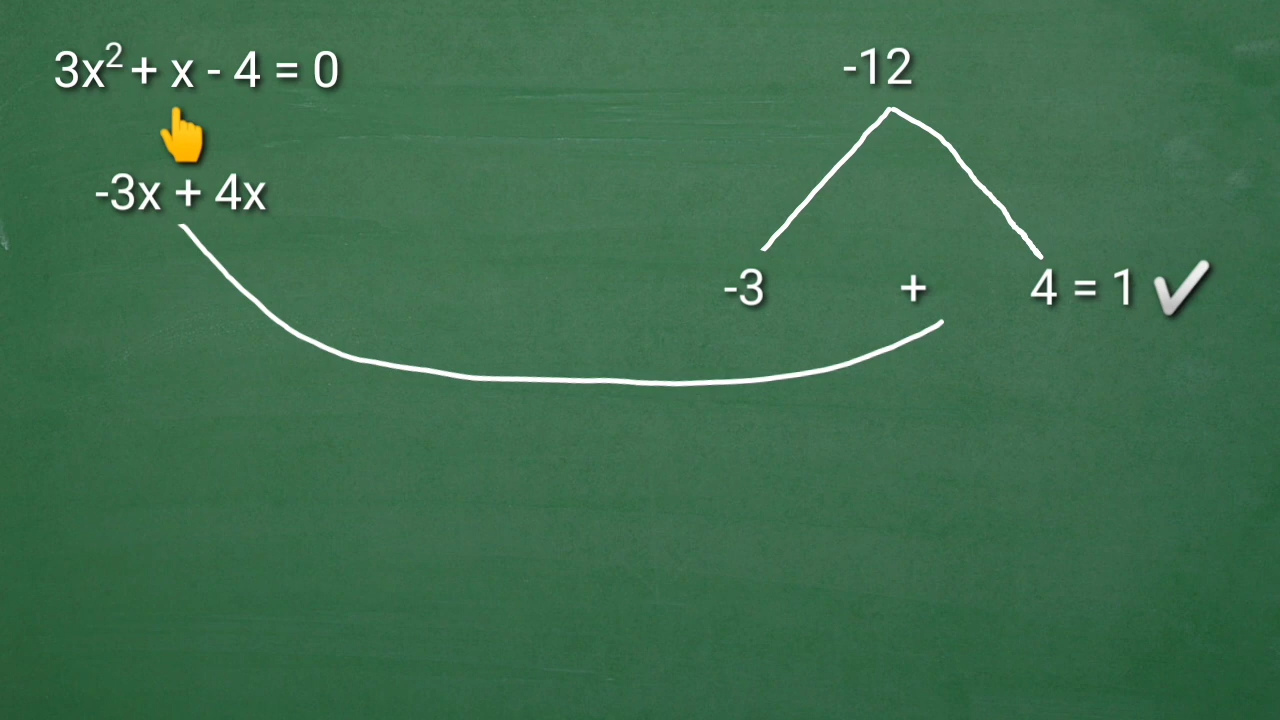 3x² + x - 4 = 0
-3x + 4x
-12
-3 + 4 = 1 ✔